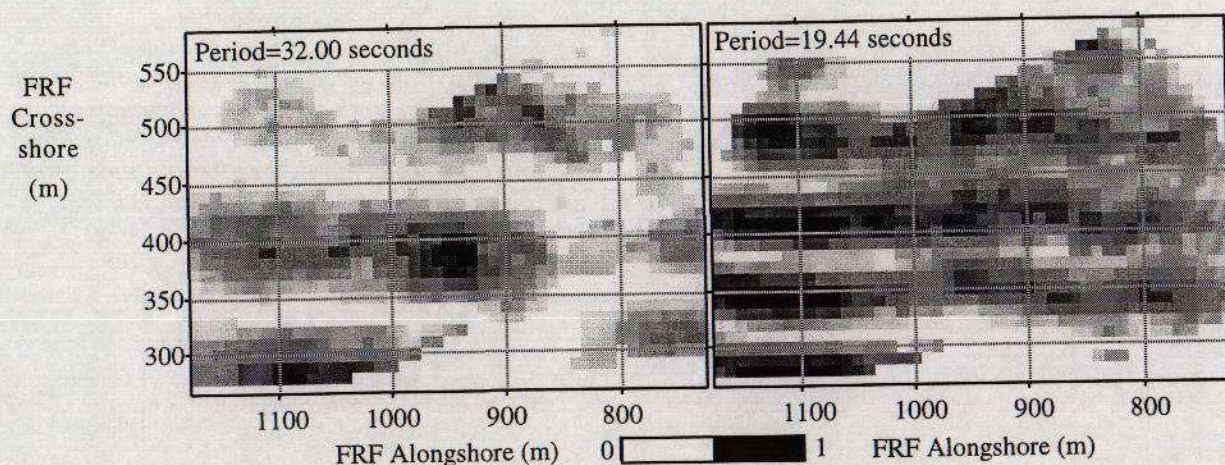 Period=32.00 seconds
Period=19.44 seconds
FRF
Cross-
shore
(m)
550
500
450
400
350
300
1100 1000 900 800
1100 1000 900 800
FRF Alongshore (m)
0 1
FRF Alongshore (m)